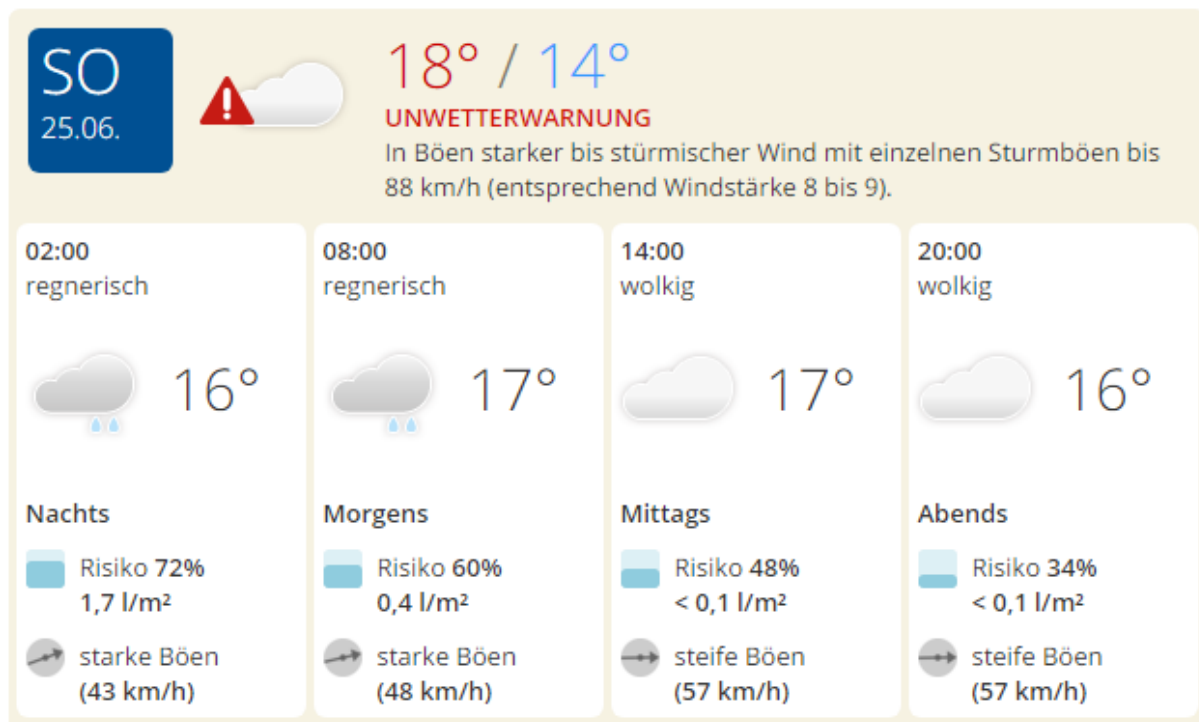 SO
25.06.
18° / 14°
UNWETTERWARNUNG
In Böen starker bis stürmischer Wind mit einzelnen Sturmböen bis
88 km/h (entsprechend Windstärke 8 bis 9).
02:00
regnerisch
16°
Nachts
Risiko 72%
1,7 l/m²
starke Böen
(43 km/h)
08:00
regnerisch
17°
Morgens
Risiko 60%
0,4 l/m²
starke Böen
(48 km/h)
14:00
wolkig
17°
Mittags
Risiko 48%
< 0,1 l/m²
steife Böen
(57 km/h)
20:00
wolkig
16°
Abends
Risiko 34%
< 0,1 l/m²
steife Böen
(57 km/h)